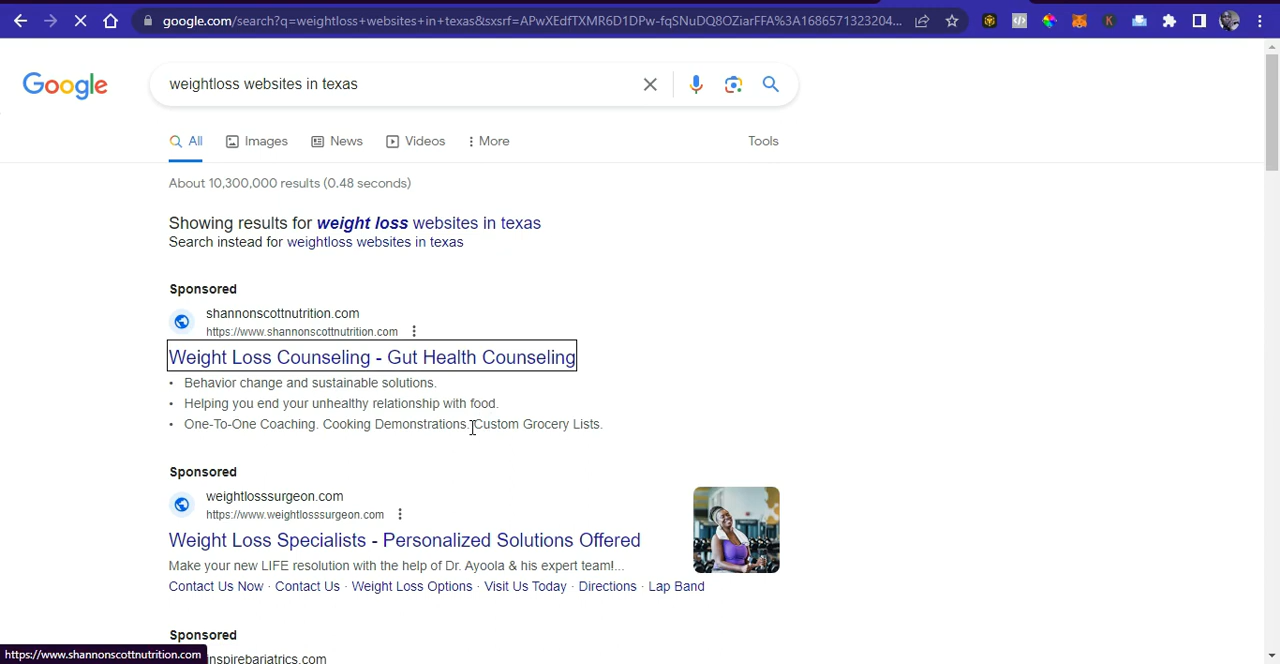 google.com/search?q=weightloss+websites+in+texas&sxsrf=APwXEdfTXMR6D1DPw-fqSNuDQ8OZiarFFA%3A1686571323204...
Google
weightloss websites in texas
All Images News Videos More Tools
About 10,300,000 results (0.48 seconds)
Showing results for weight loss websites in texas
Search instead for weightloss websites in texas
Sponsored
shannonscottnutrition.com
https://www.shannonscottnutrition.com
Weight Loss Counseling - Gut Health Counseling
• Behavior change and sustainable solutions.
• Helping you end your unhealthy relationship with food.
• One-To-One Coaching. Cooking Demonstrations. Custom Grocery Lists.
Sponsored
weightlosssurgeon.com
https://www.weightlosssurgeon.com
Weight Loss Specialists - Personalized Solutions Offered
Make your new LIFE resolution with the help of Dr. Ayoola & his expert team!...
Contact Us Now · Contact Us · Weight Loss Options · Visit Us Today · Directions · Lap Band
Sponsored
nspirebariatrics.com
https://www.shannonscottnutrition.com